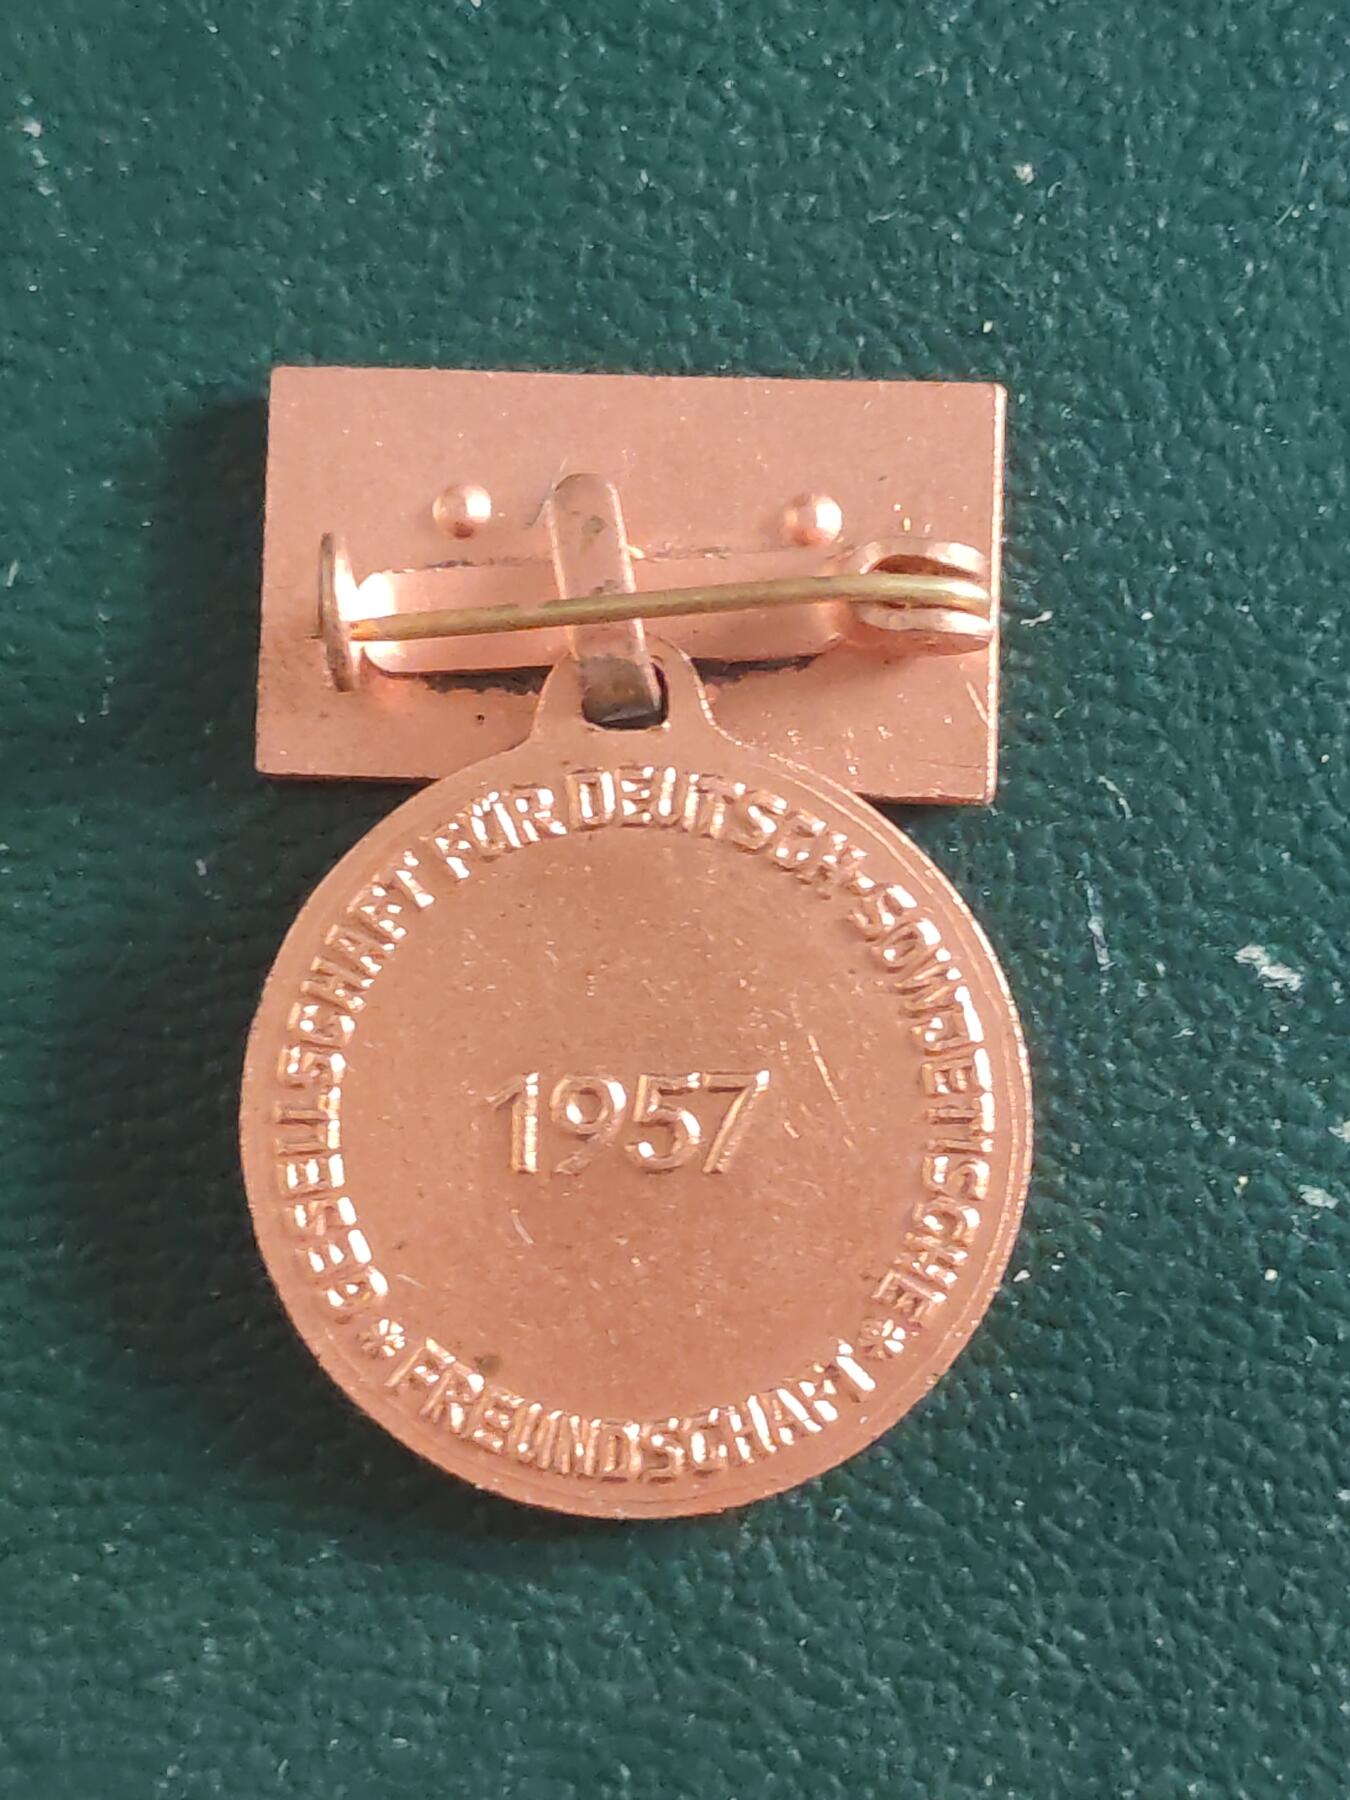 GESELLSCHAFT FÜR DEUTSCH-SOWJETISCHE
* FREUNDSCHAFT *
1957